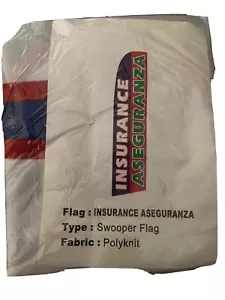 INSURANCE
ASEGURANZA
Flag : INSURANCE ASEGURANZA
Type : Swooper Flag
Fabric : Polyknit